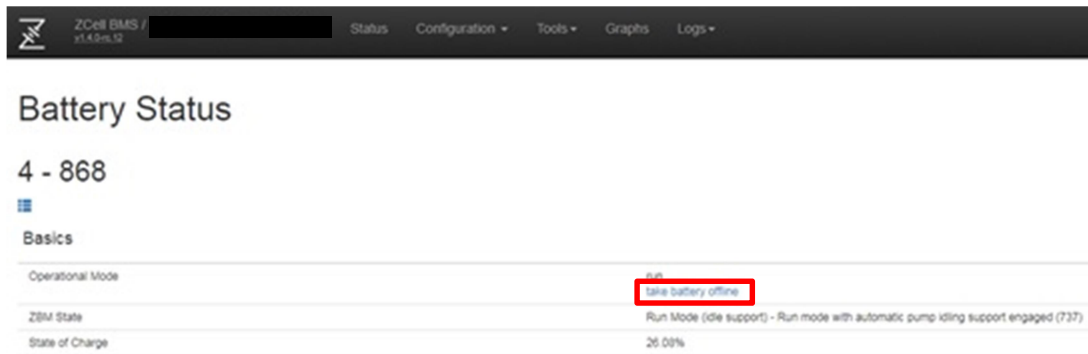 ZCell BMS /
v1.4.0-rs.12
Status Configuration Tools Graphs Logs
Battery Status
4 - 868
Basics
Operational Mode
run
take battery offline
ZBM State
Run Mode (idle support) - Run mode with automatic pump idling support engaged (737)
State of Charge
26.08%